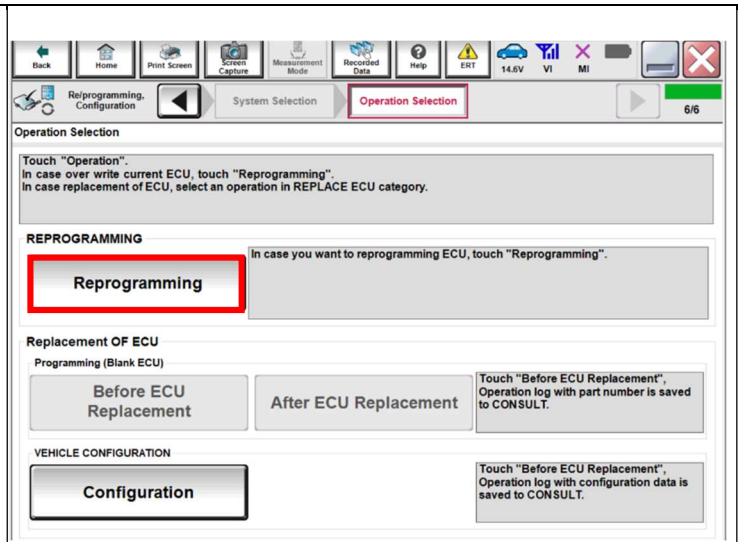 Back
Home
Print Screen
Screen
Capture
Measurement
Mode
Recorded
Data
Help
ERT
14.6V
VI
MI
Re/programming,
Configuration
System Selection
Operation Selection
6/6
Operation Selection
Touch "Operation".
In case over write current ECU, touch "Reprogramming".
In case replacement of ECU, select an operation in REPLACE ECU category.
REPROGRAMMING
Reprogramming
In case you want to reprogramming ECU, touch "Reprogramming".
Replacement OF ECU
Programming (Blank ECU)
Before ECU
Replacement
After ECU Replacement
Touch "Before ECU Replacement",
Operation log with part number is saved
to CONSULT.
VEHICLE CONFIGURATION
Configuration
Touch "Before ECU Replacement",
Operation log with configuration data is
saved to CONSULT.